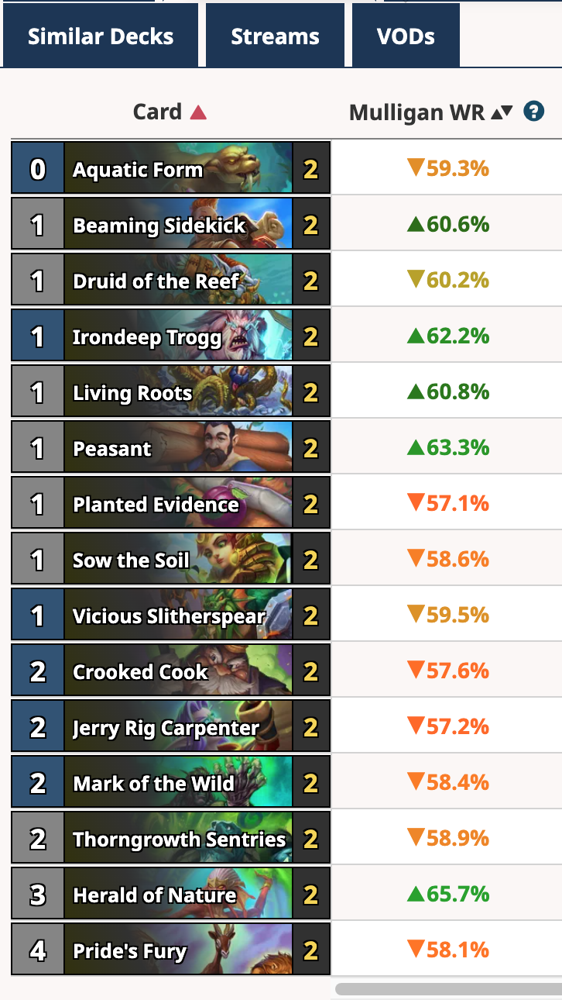 Similar Decks Streams VODs
Card ▲ Mulligan WR ▲▼ ?
0 Aquatic Form 2 ▼59.3%
1 Beaming Sidekick 2 ▲60.6%
1 Druid of the Reef 2 ▼60.2%
1 Irondeep Trogg 2 ▲62.2%
1 Living Roots 2 ▲60.8%
1 Peasant 2 ▲63.3%
1 Planted Evidence 2 ▼57.1%
1 Sow the Soil 2 ▼58.6%
1 Vicious Slitherspear 2 ▼59.5%
2 Crooked Cook 2 ▼57.6%
2 Jerry Rig Carpenter 2 ▼57.2%
2 Mark of the Wild 2 ▼58.4%
2 Thorngrowth Sentries 2 ▼58.9%
3 Herald of Nature 2 ▲65.7%
4 Pride's Fury 2 ▼58.1%